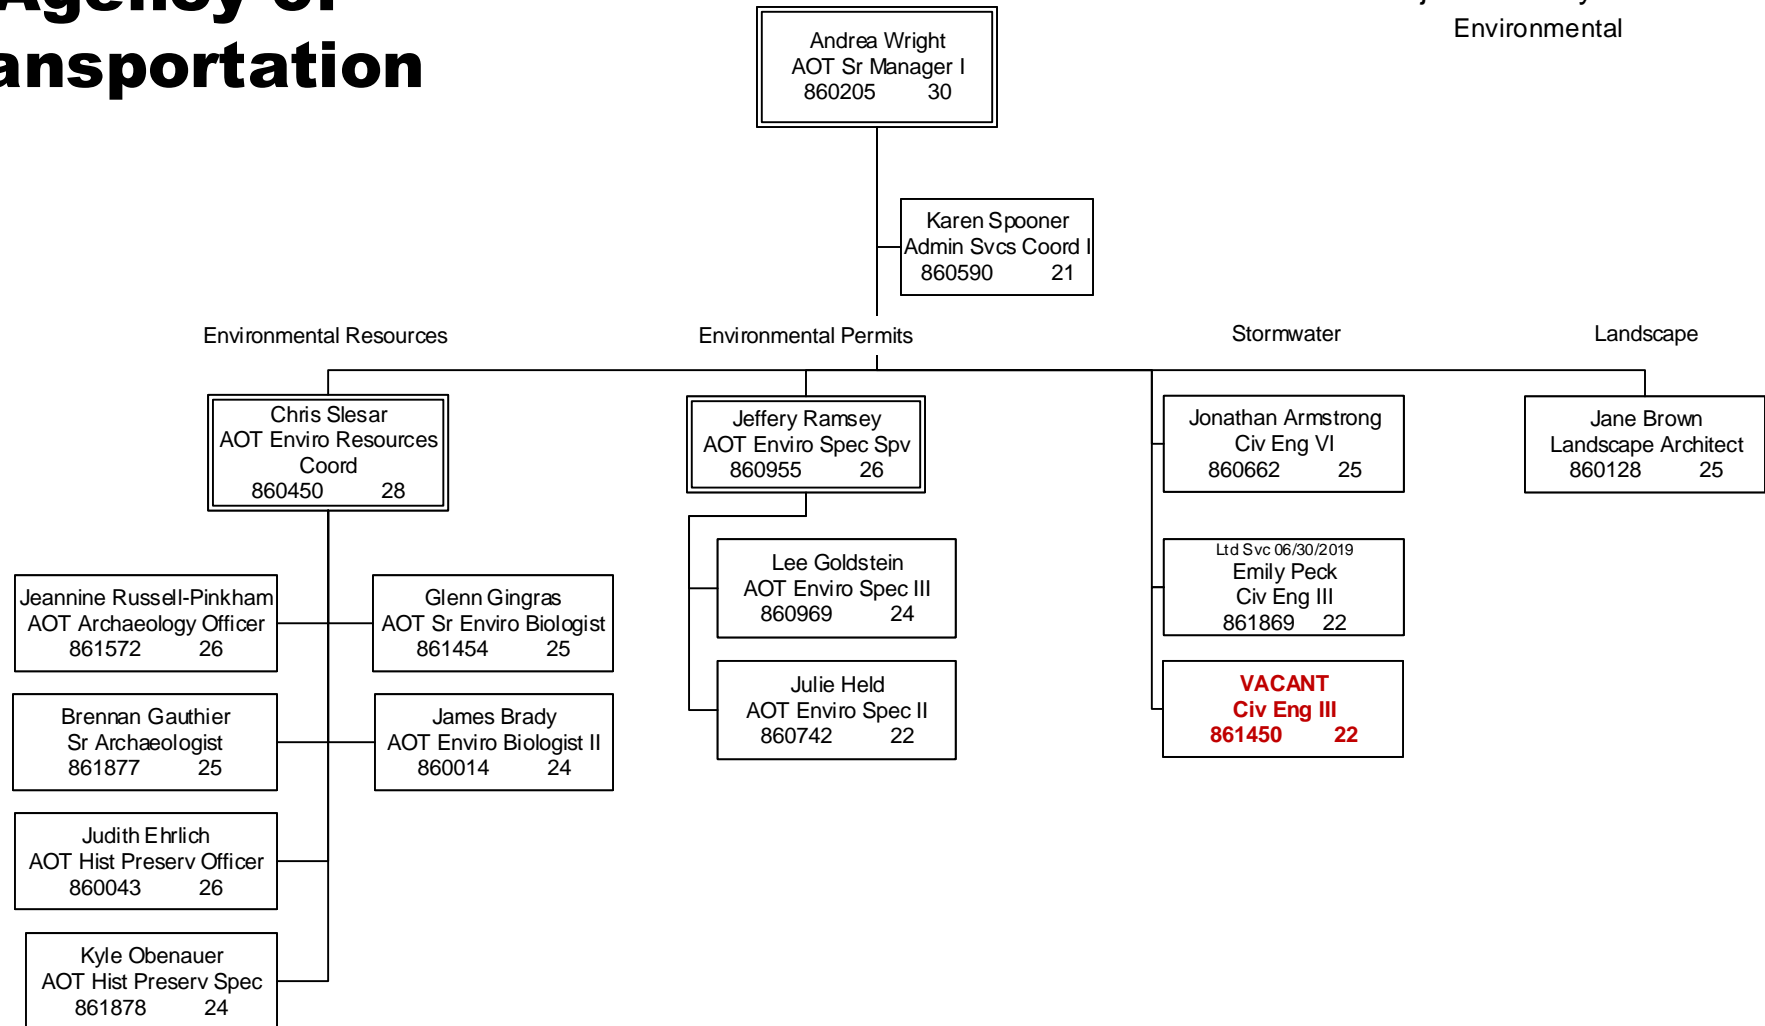 Agency of
ansportation
Environmental
Andrea Wright
AOT Sr Manager I
860205 30
Karen Spooner
Admin Svcs Coord I
860590 21
Environmental Resources
Environmental Permits
Stormwater
Landscape
Chris Slesar
AOT Enviro Resources
Coord
860450 28
Jeffery Ramsey
AOT Enviro Spec Spv
860955 26
Jonathan Armstrong
Civ Eng VI
860662 25
Jane Brown
Landscape Architect
860128 25
Jeannine Russell-Pinkham
AOT Archaeology Officer
861572 26
Glenn Gingras
AOT Sr Enviro Biologist
861454 25
Lee Goldstein
AOT Enviro Spec III
860969 24
Ltd Svc 06/30/2019
Emily Peck
Civ Eng III
861869 22
Brennan Gauthier
Sr Archaeologist
861877 25
James Brady
AOT Enviro Biologist II
860014 24
Julie Held
AOT Enviro Spec II
860742 22
VACANT
Civ Eng III
861450 22
Judith Ehrlich
AOT Hist Preserv Officer
860043 26
Kyle Obenauer
AOT Hist Preserv Spec
861878 24